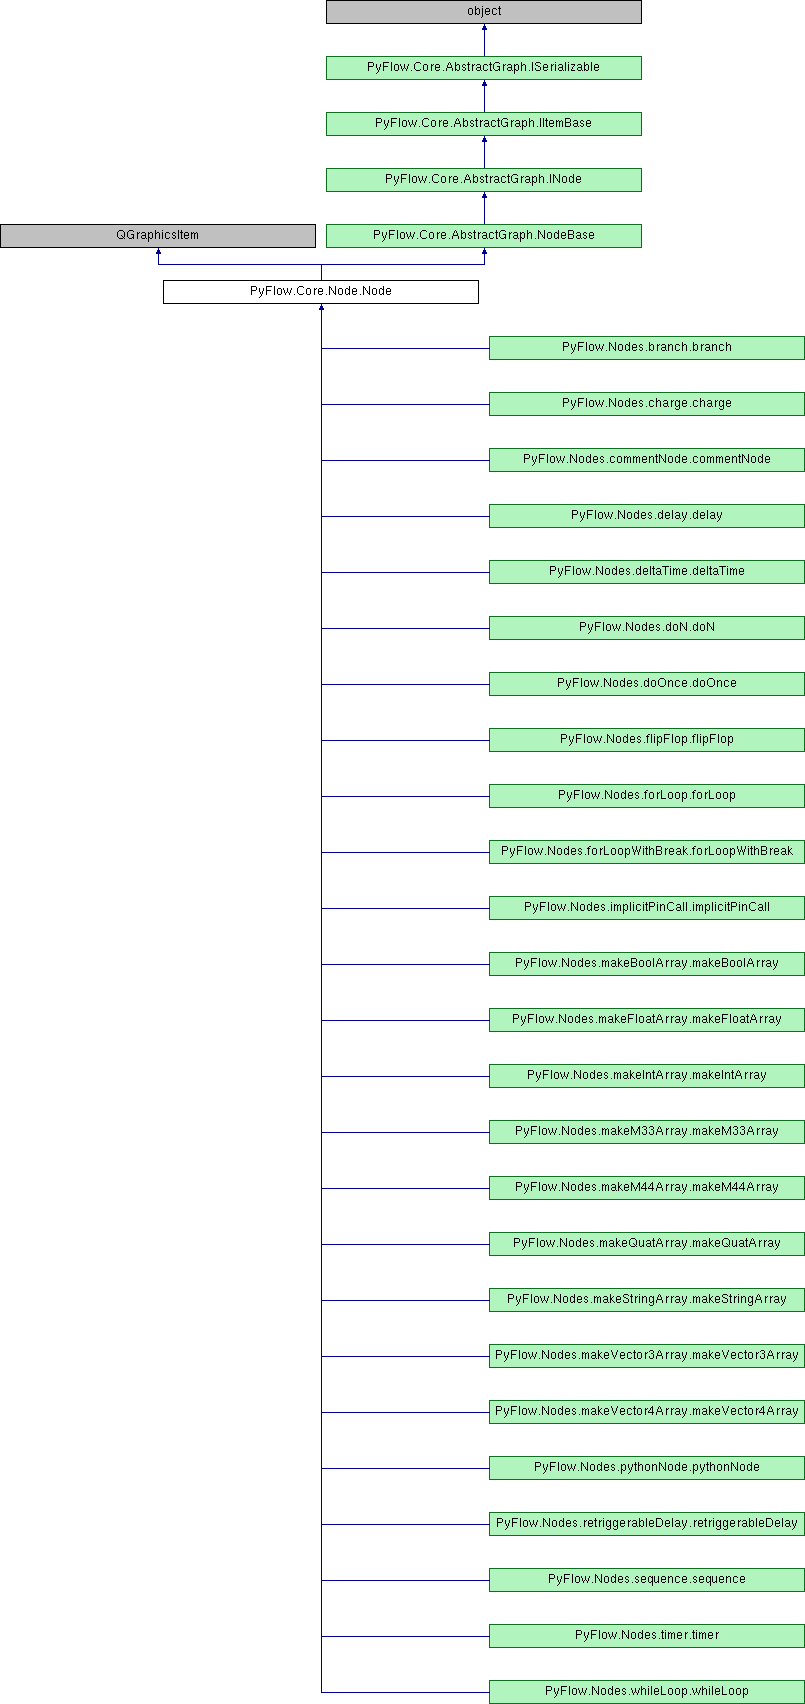 object
PyFlow.Core.AbstractGraph.ISerializable
PyFlow.Core.AbstractGraph.IItemBase
PyFlow.Core.AbstractGraph.INode
QGraphicsItem
PyFlow.Core.AbstractGraph.NodeBase
PyFlow.Core.Node.Node
PyFlow.Nodes.branch.branch
PyFlow.Nodes.charge.charge
PyFlow.Nodes.commentNode.commentNode
PyFlow.Nodes.delay.delay
PyFlow.Nodes.deltaTime.deltaTime
PyFlow.Nodes.doN.doN
PyFlow.Nodes.doOnce.doOnce
PyFlow.Nodes.flipFlop.flipFlop
PyFlow.Nodes.forLoop.forLoop
PyFlow.Nodes.forLoopWithBreak.forLoopWithBreak
PyFlow.Nodes.implicitPinCall.implicitPinCall
PyFlow.Nodes.makeBoolArray.makeBoolArray
PyFlow.Nodes.makeFloatArray.makeFloatArray
PyFlow.Nodes.makeIntArray.makeIntArray
PyFlow.Nodes.makeM33Array.makeM33Array
PyFlow.Nodes.makeM44Array.makeM44Array
PyFlow.Nodes.makeQuatArray.makeQuatArray
PyFlow.Nodes.makeStringArray.makeStringArray
PyFlow.Nodes.makeVector3Array.makeVector3Array
PyFlow.Nodes.makeVector4Array.makeVector4Array
PyFlow.Nodes.pythonNode.pythonNode
PyFlow.Nodes.retriggerableDelay.retriggerableDelay
PyFlow.Nodes.sequence.sequence
PyFlow.Nodes.timer.timer
PyFlow.Nodes.whileLoop.whileLoop